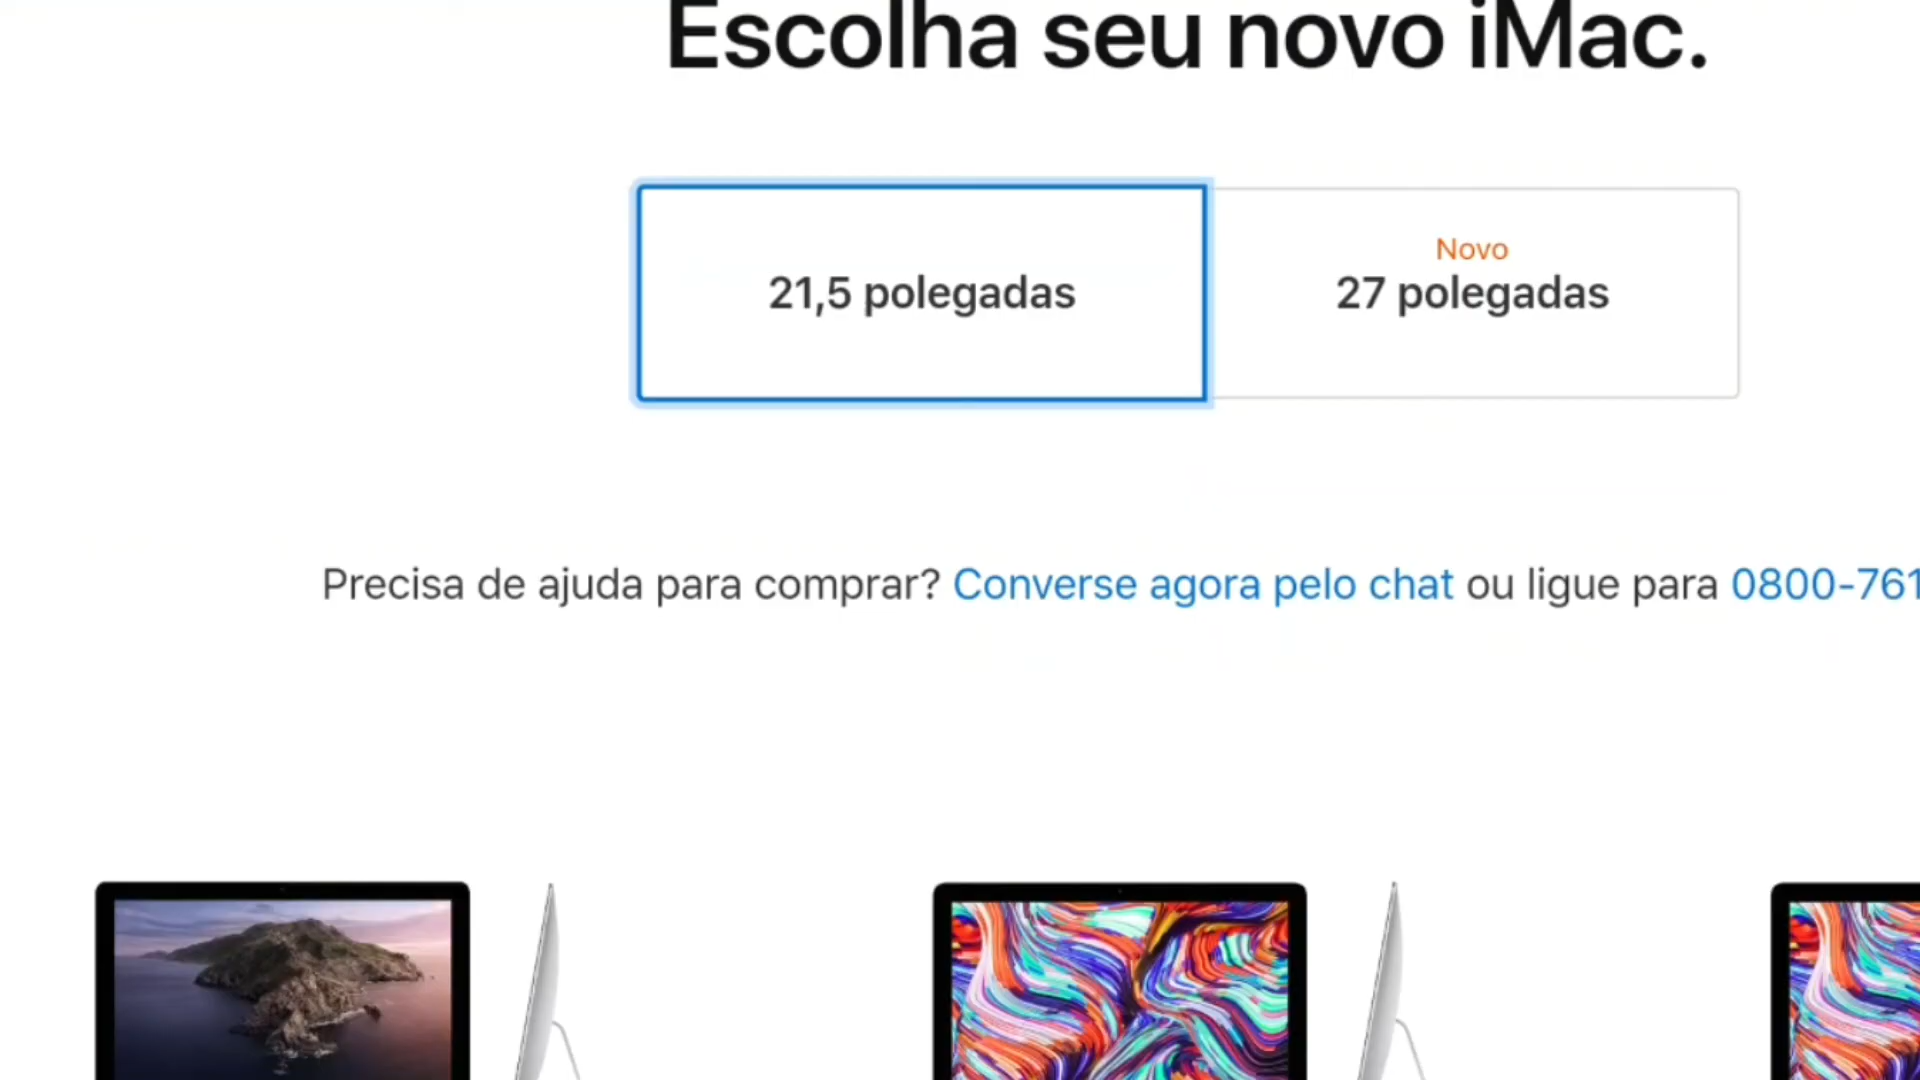 Escolha seu novo iMac.
21,5 polegadas
Novo
27 polegadas
Precisa de ajuda para comprar? Converse agora pelo chat ou ligue para 0800-761